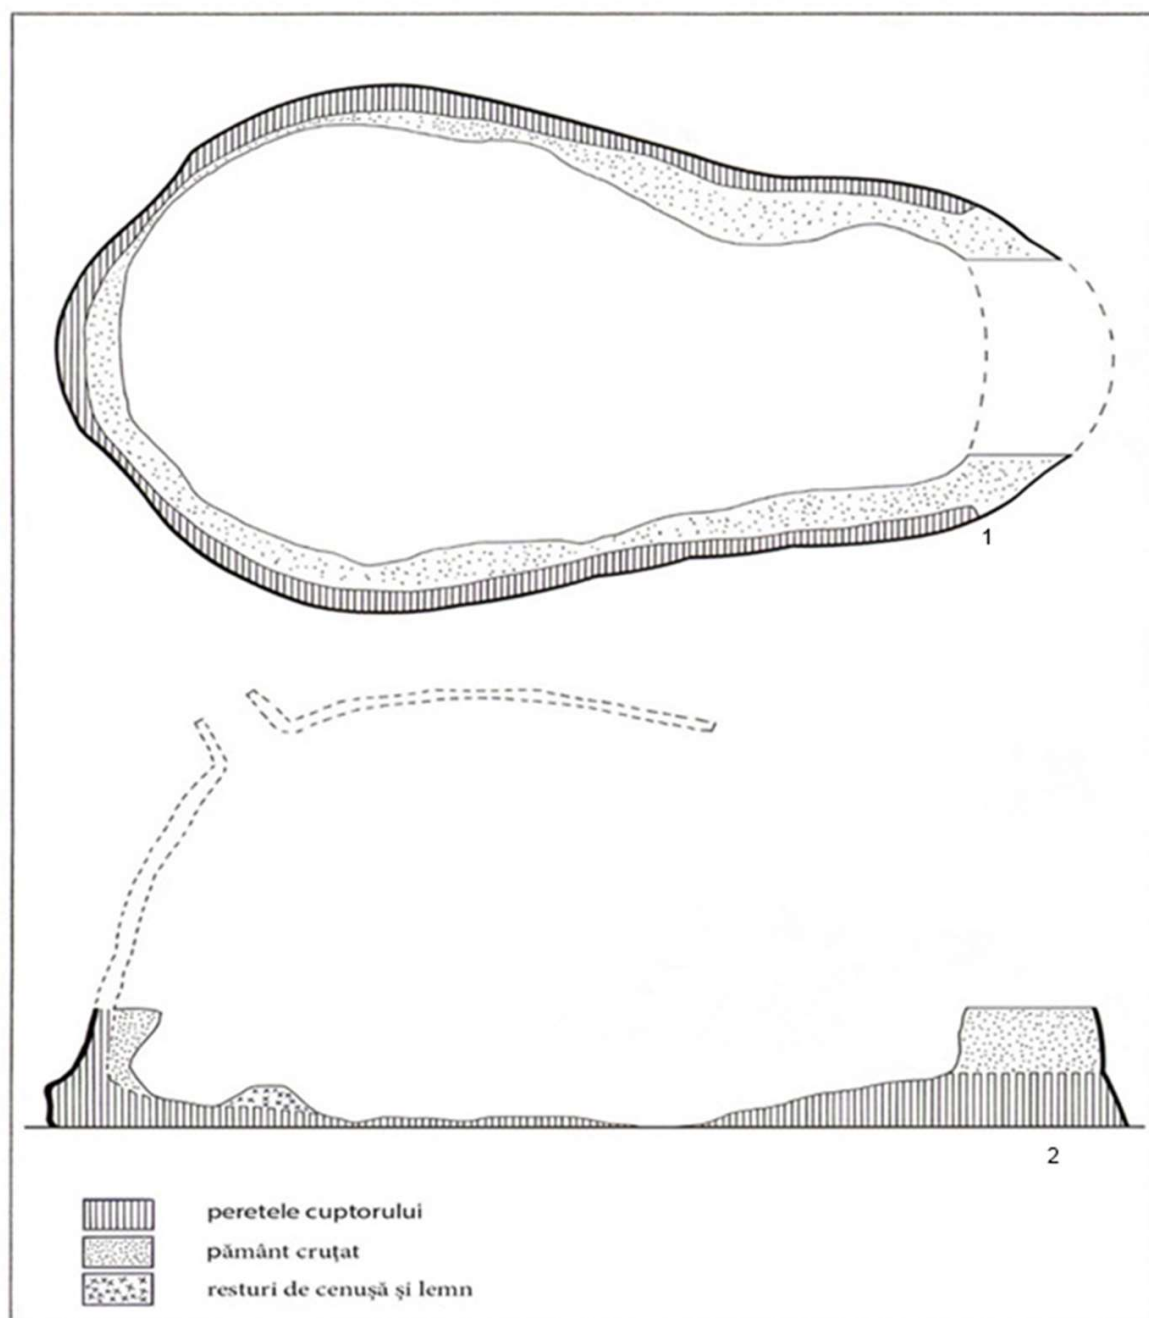 1
2
peretele cuptorului
pământ cruțat
resturi de cenușă și lemn